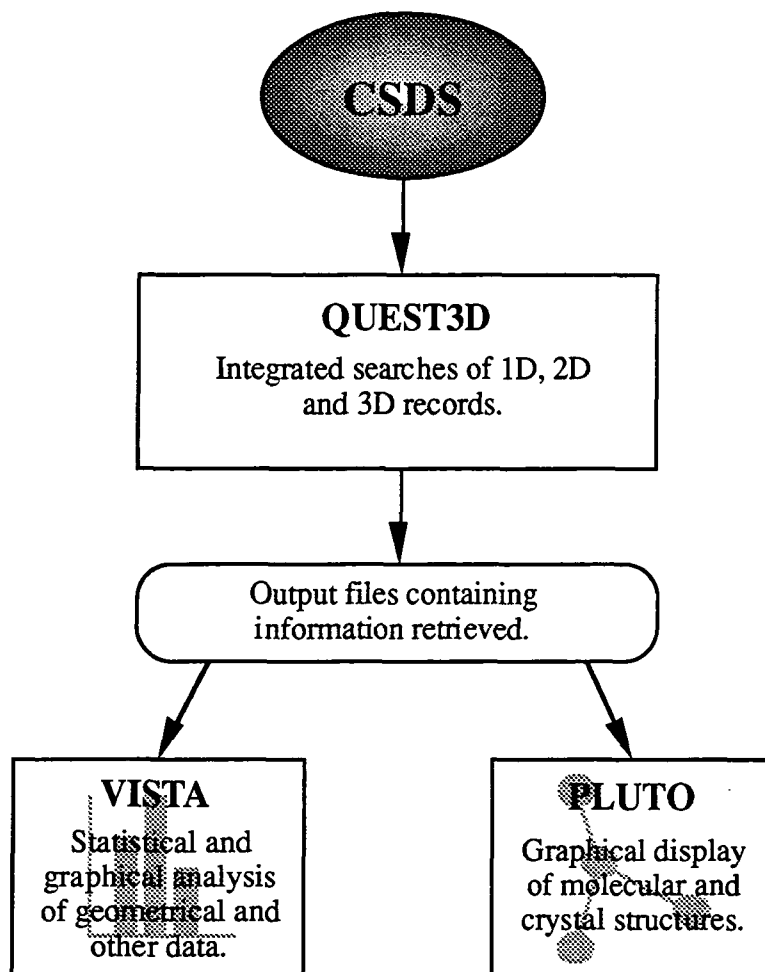 CSDS
QUEST3D
Integrated searches of 1D, 2D
and 3D records.
Output files containing
information retrieved.
VISTA
Statistical and
graphical analysis
of geometrical and
other data.
PLUTO
Graphical display
of molecular and
crystal structures.